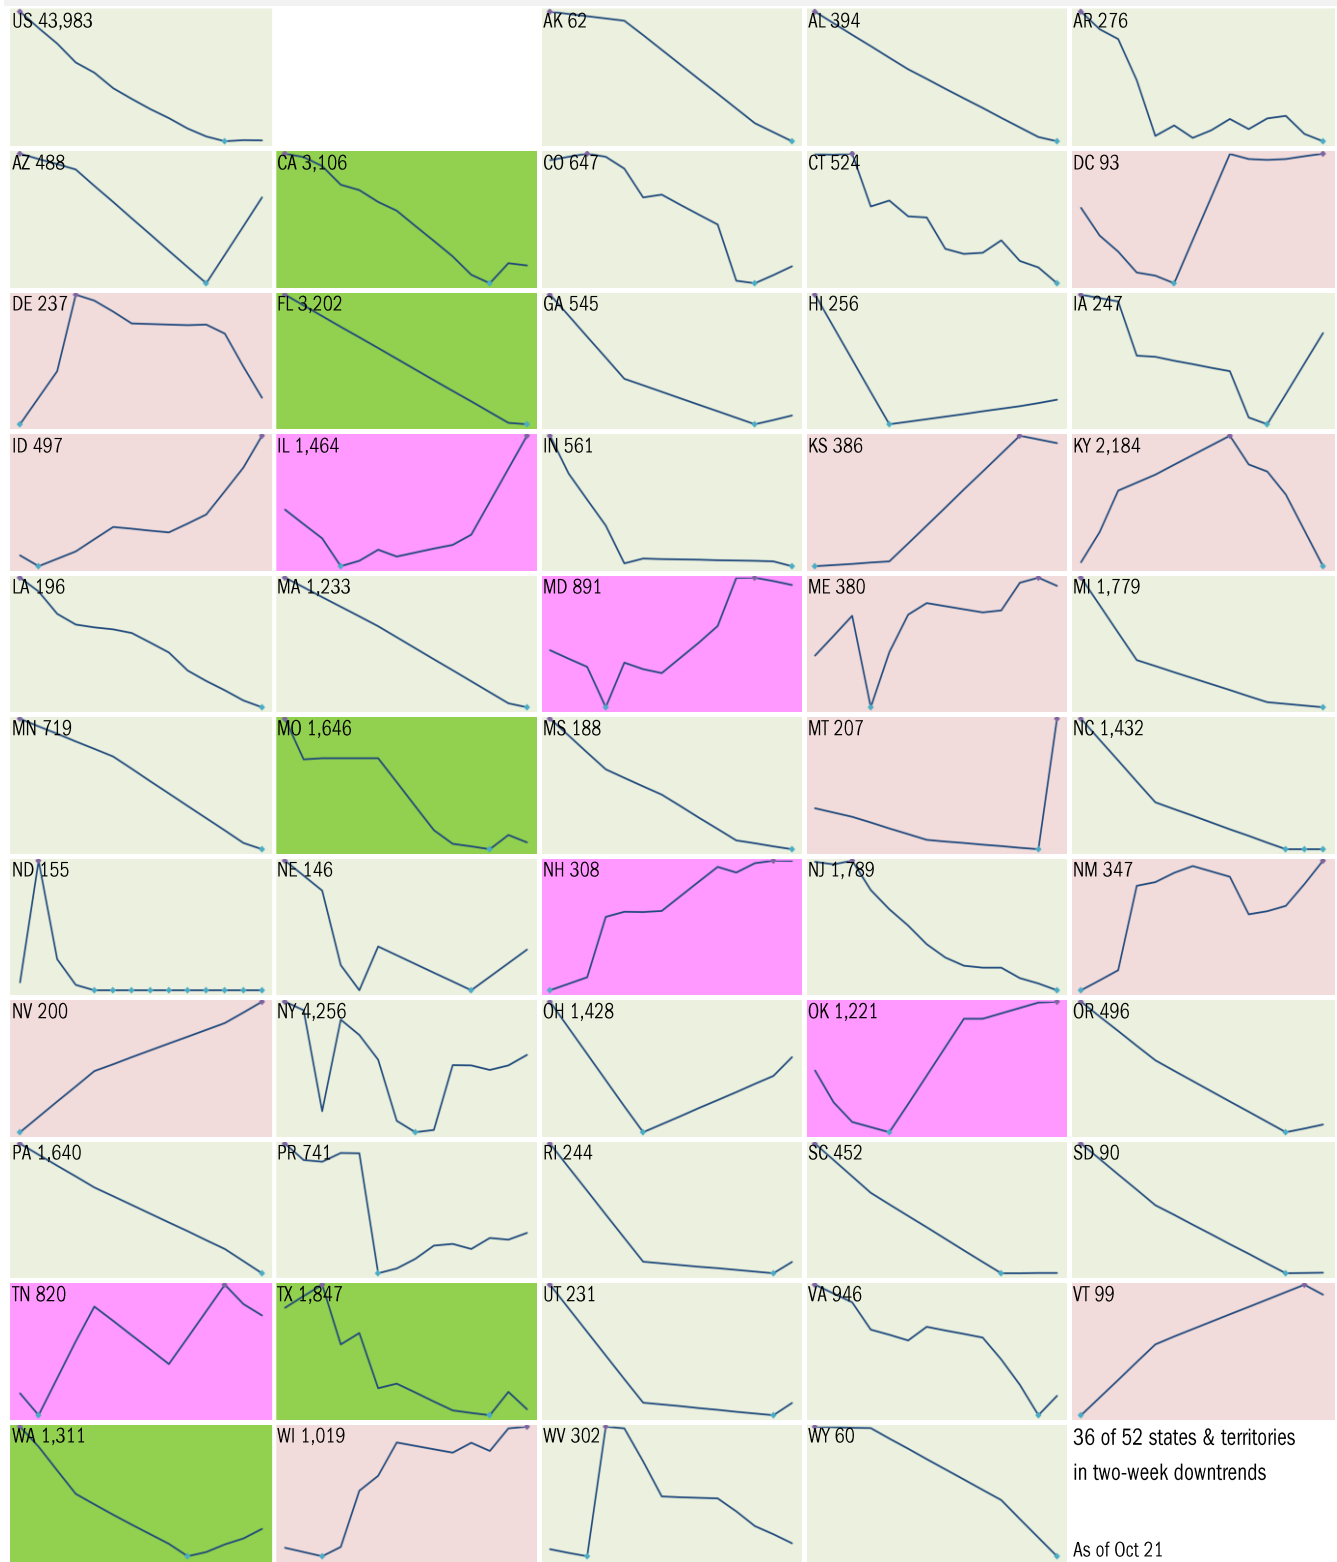 US 43,983
AK 62
AL 394
AR 276
AZ 488
CA 3,106
CO 647
CT 524
DC 93
DE 237
FL 3,202
GA 545
HI 256
IA 247
ID 497
IL 1,464
IN 561
KS 386
KY 2,184
LA 196
MA 1,233
MD 891
ME 380
MI 1,779
MN 719
MO 1,646
MS 188
MT 207
NC 1,432
ND 155
NE 146
NH 308
NJ 1,789
NM 347
NV 200
NY 4,256
OH 1,428
OK 1,221
OR 496
PA 1,640
PR 741
RI 244
SC 452
SD 90
TN 820
TX 1,847
UT 231
VA 946
VT 99
WA 1,311
WI 1,019
WV 302
WY 60
36 of 52 states & territories
in two-week downtrends
As of Oct 21